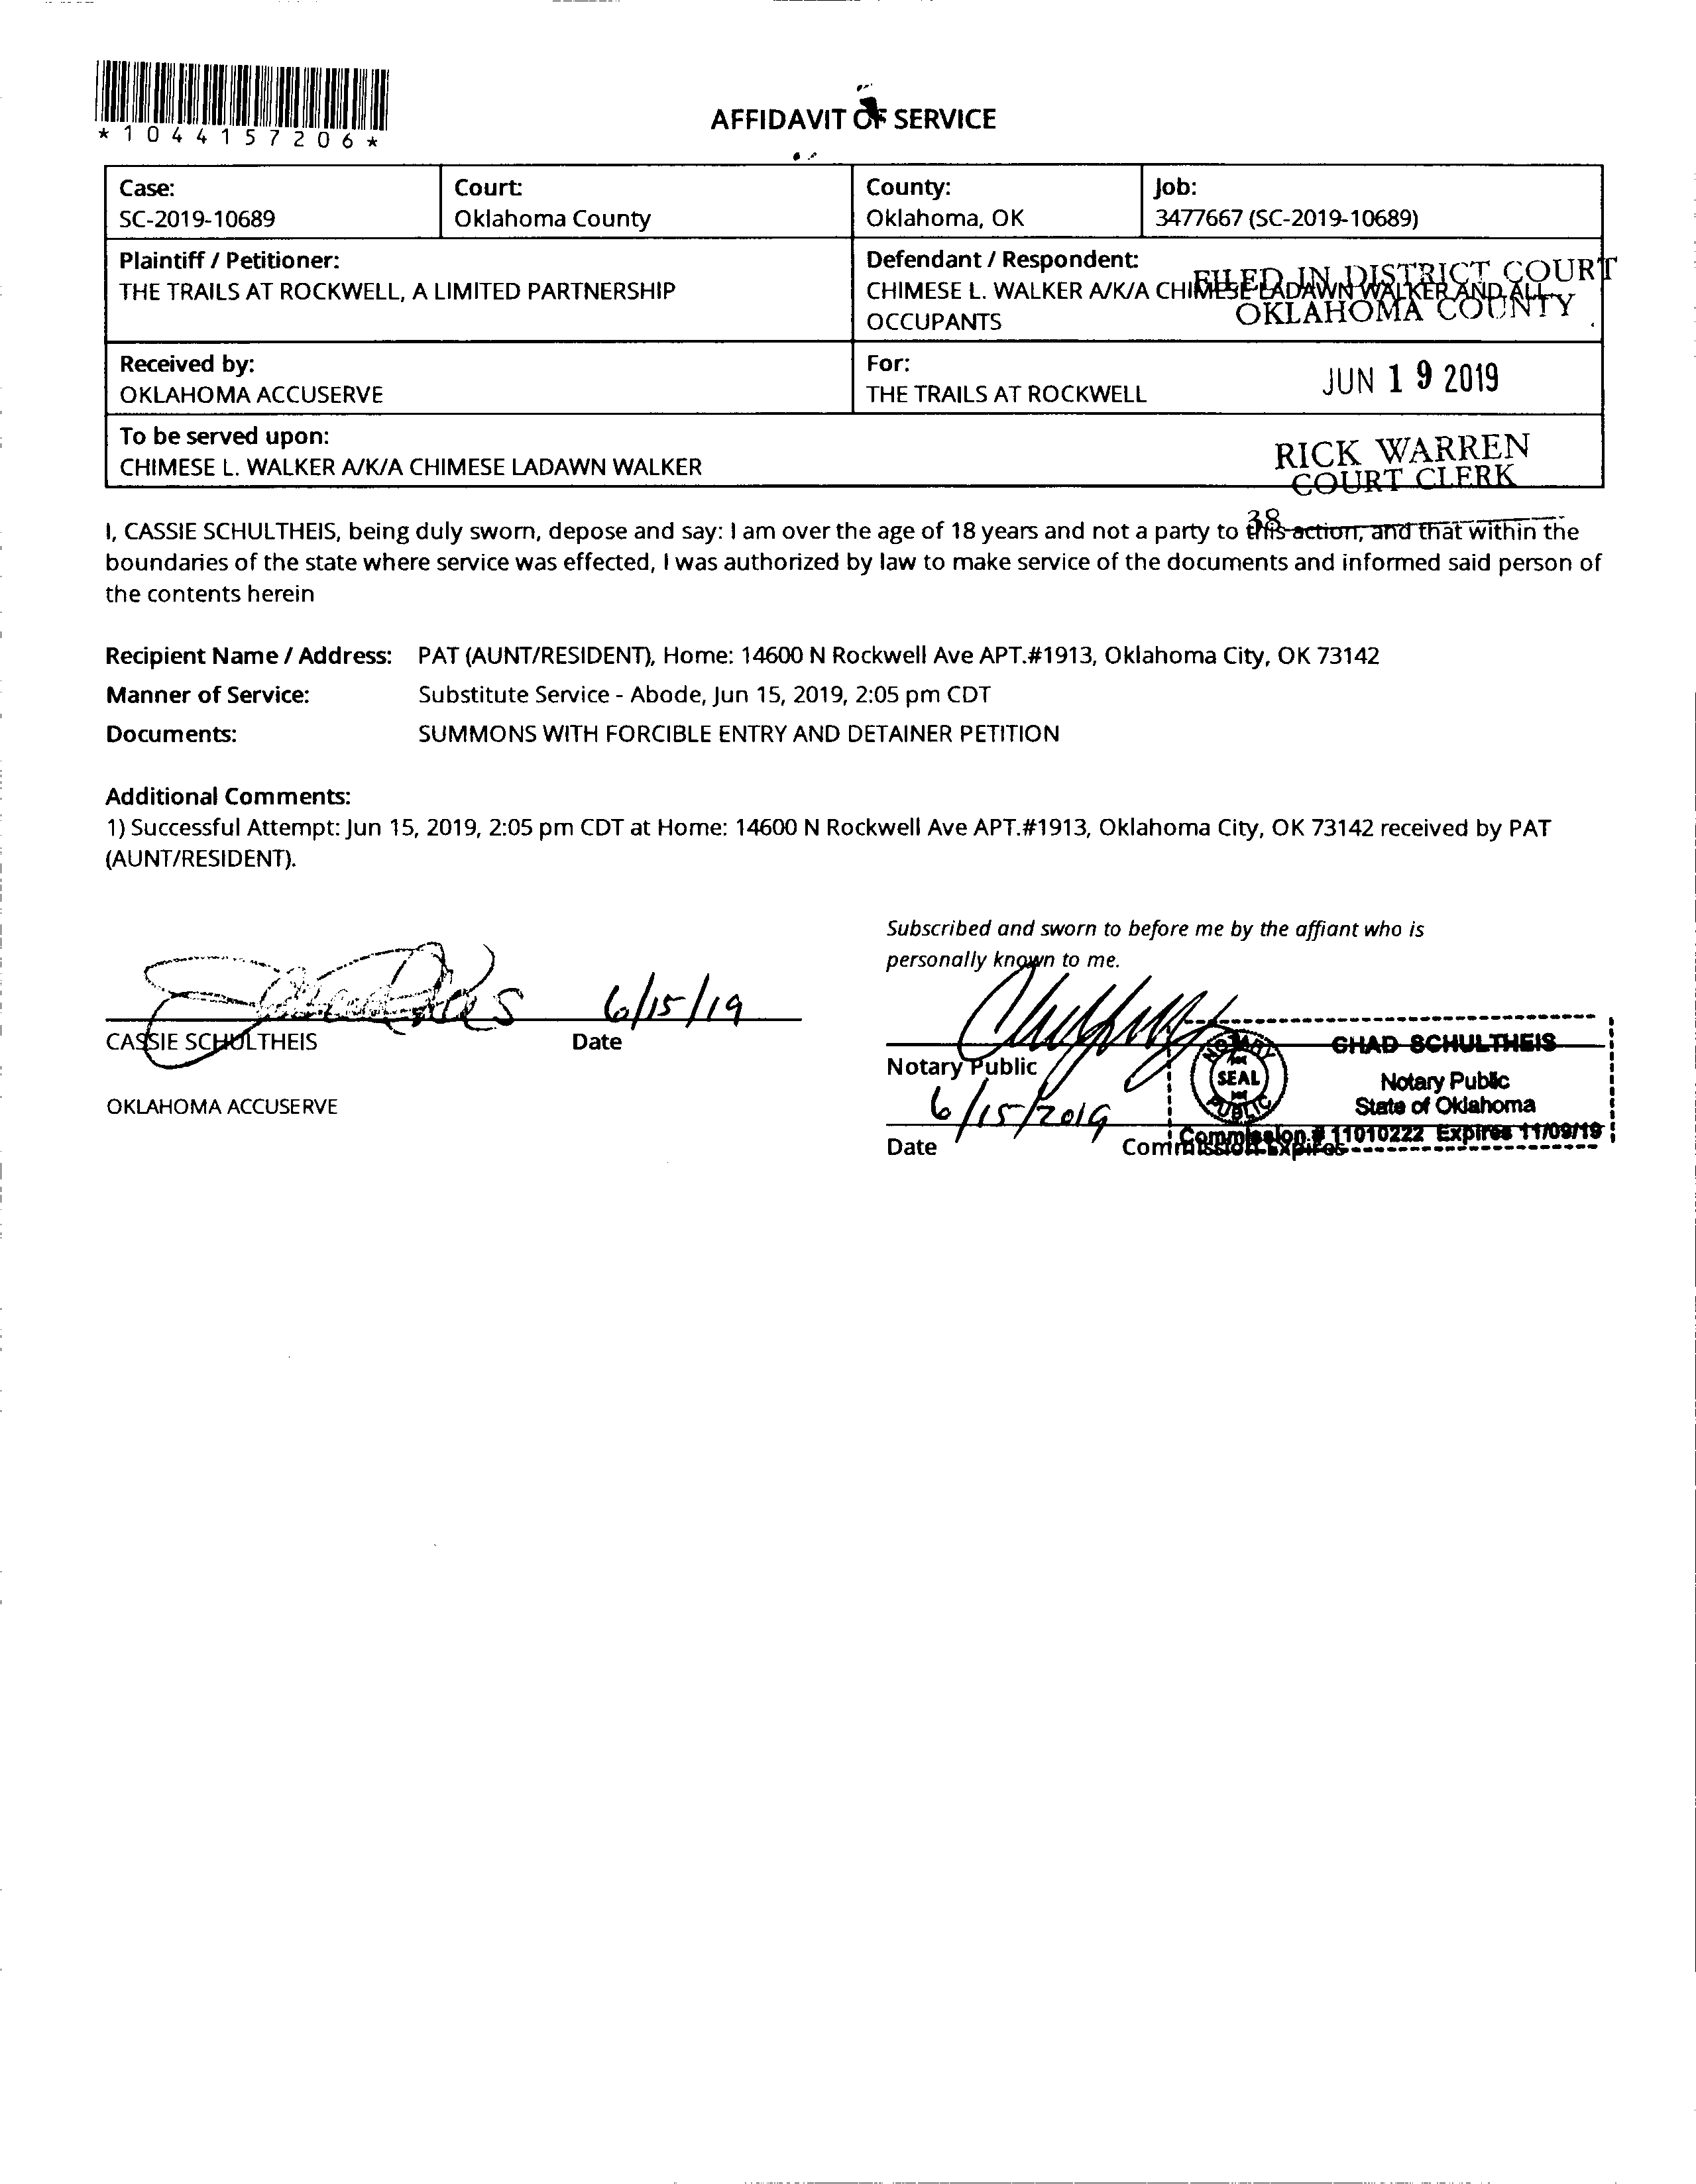 *1044157206*
AFFIDAVIT OF SERVICE
Case:
SC-2019-10689
Court:
Oklahoma County
County:
Oklahoma, OK
Job:
3477667 (SC-2019-10689)
Plaintiff / Petitioner:
THE TRAILS AT ROCKWELL, A LIMITED PARTNERSHIP
Defendant / Respondent:
CHIMESE L. WALKER A/K/A CHIMESE LADAWN WALKER AND ALL
OCCUPANTS
FILED IN DISTRICT COURT
OKLAHOMA COUNTY
Received by:
OKLAHOMA ACCUSERVE
For:
THE TRAILS AT ROCKWELL
JUN 19 2019
To be served upon:
CHIMESE L. WALKER A/K/A CHIMESE LADAWN WALKER
RICK WARREN
COURT CLERK
38
I, CASSIE SCHULTHEIS, being duly sworn, depose and say: I am over the age of 18 years and not a party to this action, and that within the
boundaries of the state where service was effected, I was authorized by law to make service of the documents and informed said person of
the contents herein
Recipient Name / Address: PAT (AUNT/RESIDENT), Home: 14600 N Rockwell Ave APT.#1913, Oklahoma City, OK 73142
Manner of Service: Substitute Service - Abode, Jun 15, 2019, 2:05 pm CDT
Documents: SUMMONS WITH FORCIBLE ENTRY AND DETAINER PETITION
Additional Comments:
1) Successful Attempt: Jun 15, 2019, 2:05 pm CDT at Home: 14600 N Rockwell Ave APT.#1913, Oklahoma City, OK 73142 received by PAT
(AUNT/RESIDENT).
Subscribed and sworn to before me by the affiant who is
personally known to me.
6/15/19
CASSIE SCHULTHEIS Date
OKLAHOMA ACCUSERVE
Notary Public
6/15/2019
Date Commission Expires
NOTARY
SEAL
PUBLIC
CHAD SCHULTHEIS
Notary Public
State of Oklahoma
Commission # 11010222 Expires 11/09/19